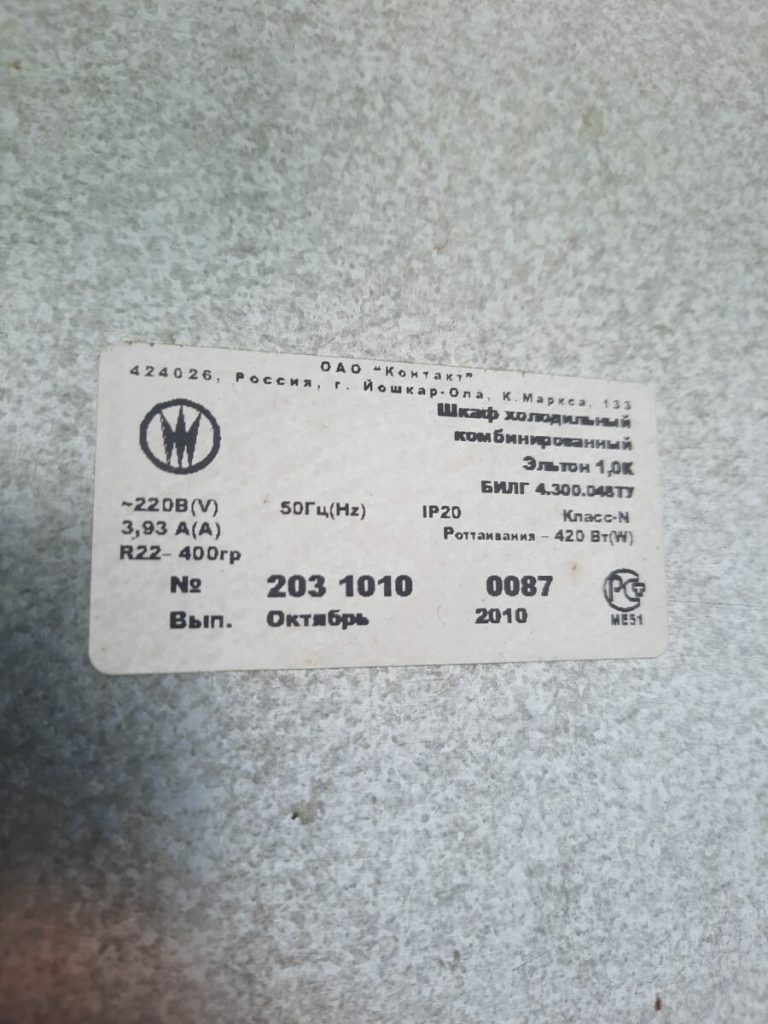 ОАО "Контакт"
424026, Россия, г. Йошкар-Ола, К.Маркса, 133
Шкаф холодильный
комбинированный
Эльтон 1,0К
БИЛГ 4.300.048ТУ
~220В(V) 50Гц(Hz) IP20 Класс-N
3,93 А(A) Роттаивания – 420 Вт(W)
R22– 400гр
№ 203 1010 0087
Вып. Октябрь 2010
РСТ
МЕ51